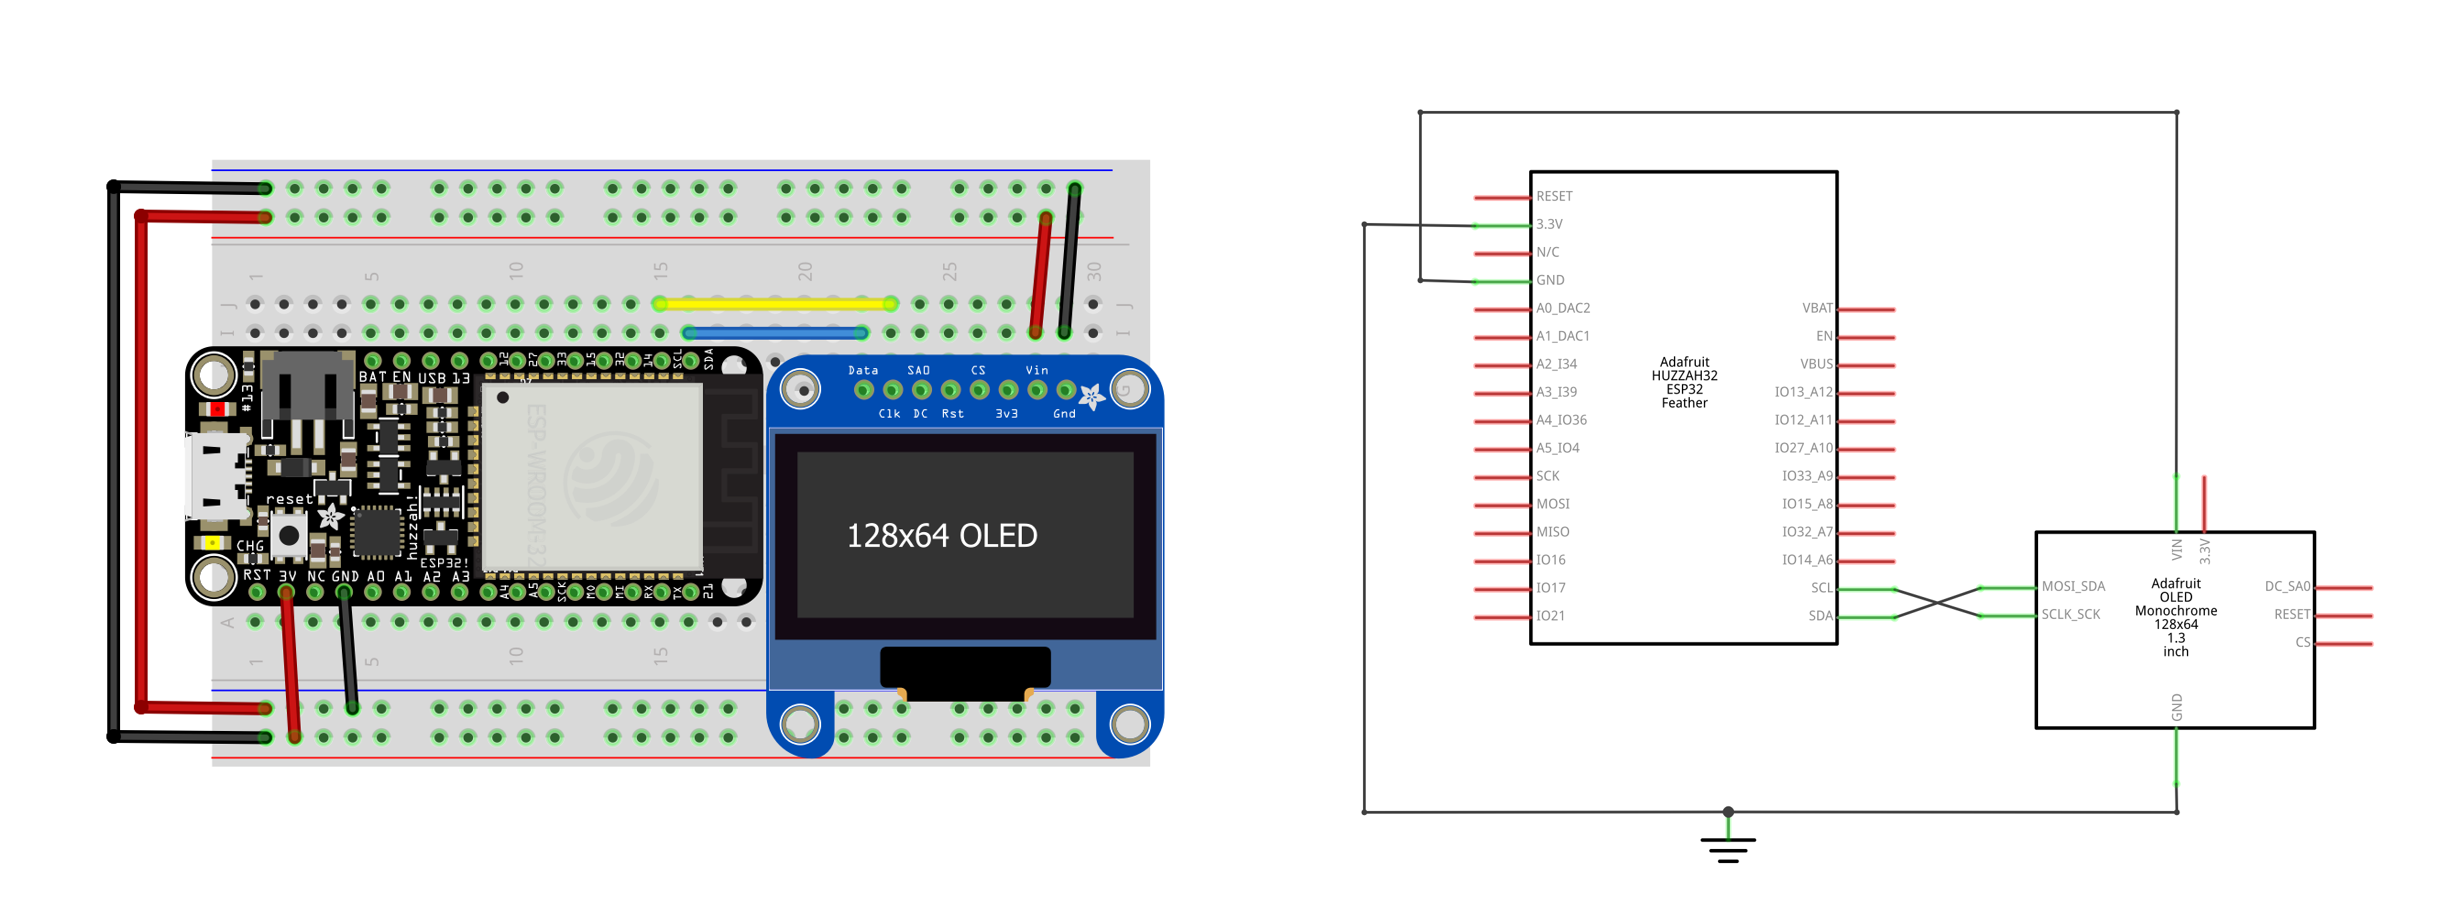 1
5
10
15
20
25
30
J
J
I
I
BAT EN USB 13
12
27
33
15
32
14
SCL
SDA
#13
reset
CHG
huzzah!
ESP32!
ESP-WROOM-32
RST 3V NC GND A0 A1 A2 A3
A4
A5
SCK
MO
MI
RX
TX
21
A
1
5
10
15
Data SA0 CS Vin
Clk DC Rst 3v3 Gnd
G
128x64 OLED
RESET
3.3V
N/C
GND
A0_DAC2
A1_DAC1
A2_I34
A3_I39
A4_IO36
A5_IO4
SCK
MOSI
MISO
IO16
IO17
IO21
Adafruit
HUZZAH32
ESP32
Feather
VBAT
EN
VBUS
IO13_A12
IO12_A11
IO27_A10
IO33_A9
IO15_A8
IO32_A7
IO14_A6
SCL
SDA
VIN
3.3V
MOSI_SDA
SCLK_SCK
Adafruit
OLED
Monochrome
128x64
1.3
inch
DC_SA0
RESET
CS
GND